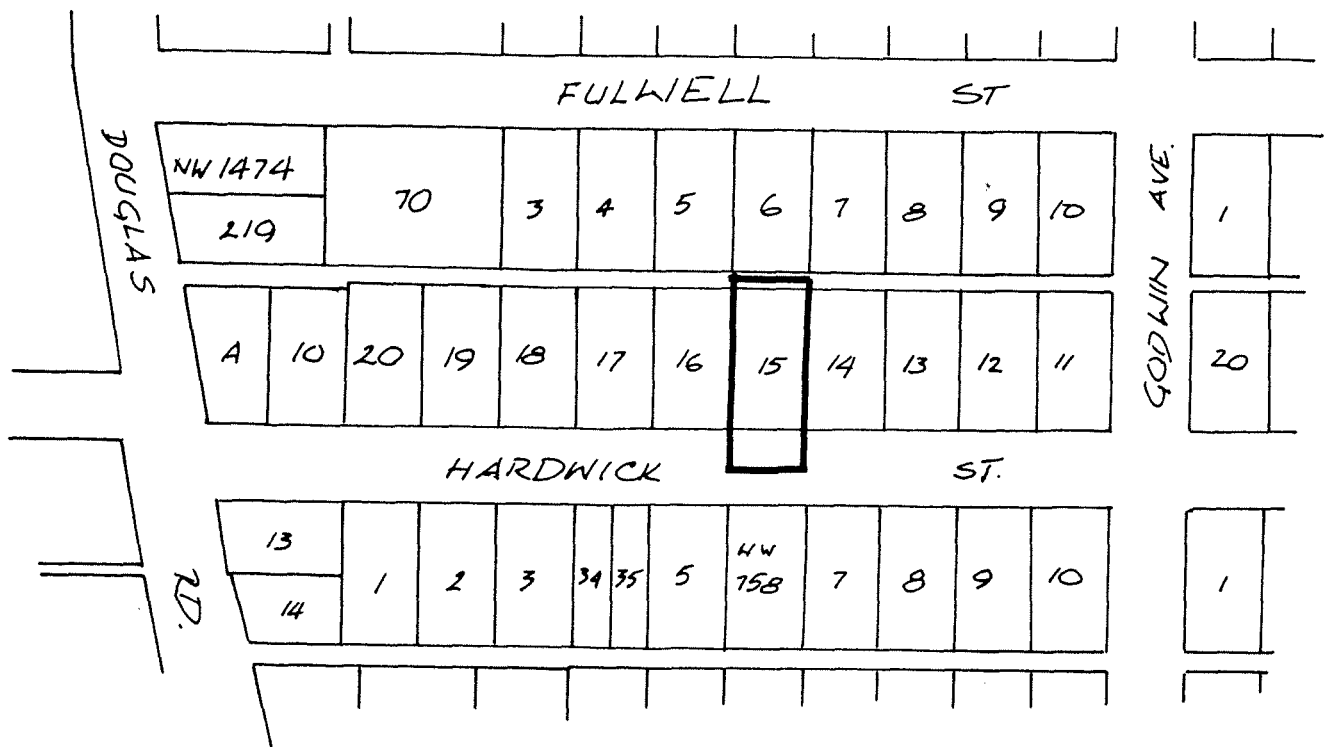 FULWELL ST
DOUGLAS RD.
GODWIN AVE.
NW 1474
219
70 3 4 5 6 7 8 9 10 1
A 10 20 19 18 17 16 15 14 13 12 11 20
HARDWICK ST.
13
14
1 2 3 34 35 5 NW 758 7 8 9 10 1